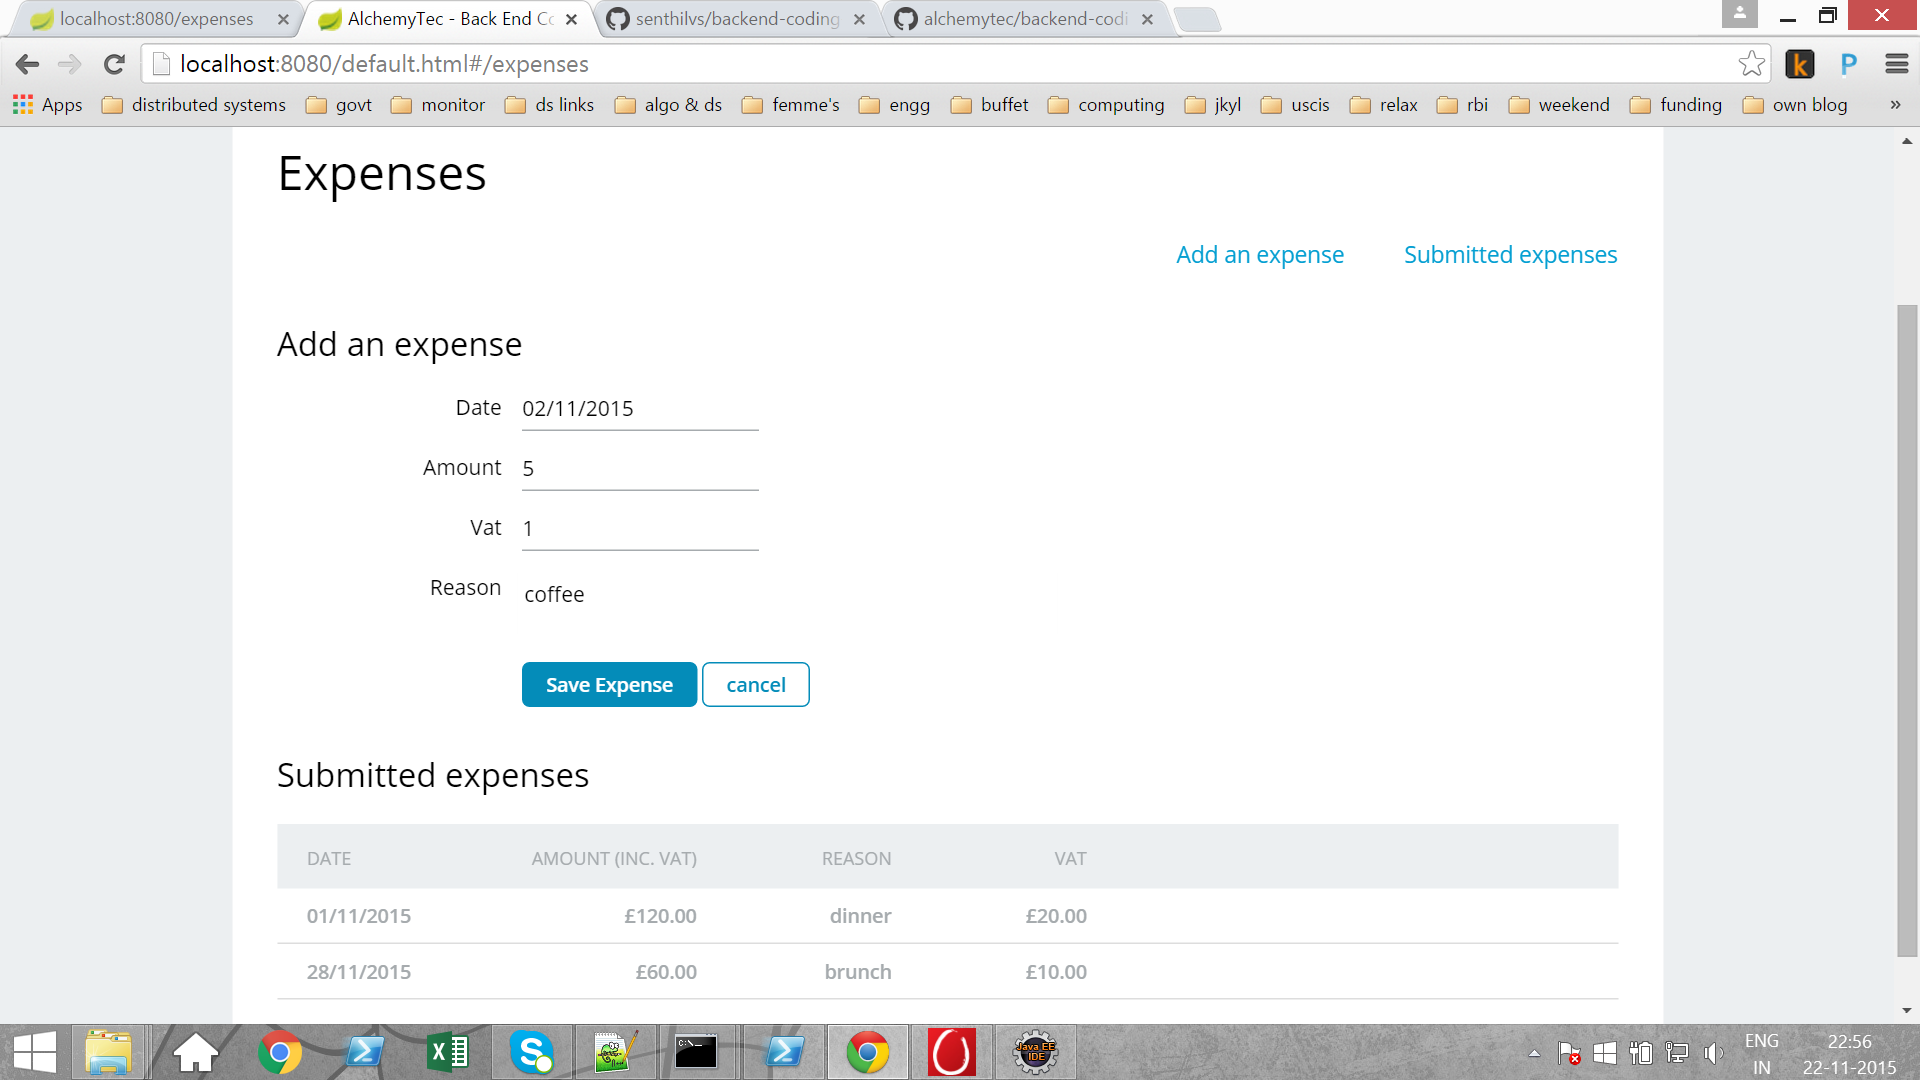 localhost:8080/expenses
AlchemyTec - Back End Co
senthilvs/backend-coding
alchemytec/backend-codi
localhost:8080/default.html#/expenses
k
P
Apps
distributed systems
govt
monitor
ds links
algo & ds
femme's
engg
buffet
computing
jkyl
uscis
relax
rbi
weekend
funding
own blog
»
Expenses
Add an expense
Submitted expenses
Add an expense
Date 02/11/2015
Amount 5
Vat 1
Reason coffee
Save Expense
cancel
Submitted expenses
DATE AMOUNT (INC. VAT) REASON VAT
01/11/2015 £120.00 dinner £20.00
28/11/2015 £60.00 brunch £10.00
Java EE
IDE
ENG
IN
22:56
22-11-2015